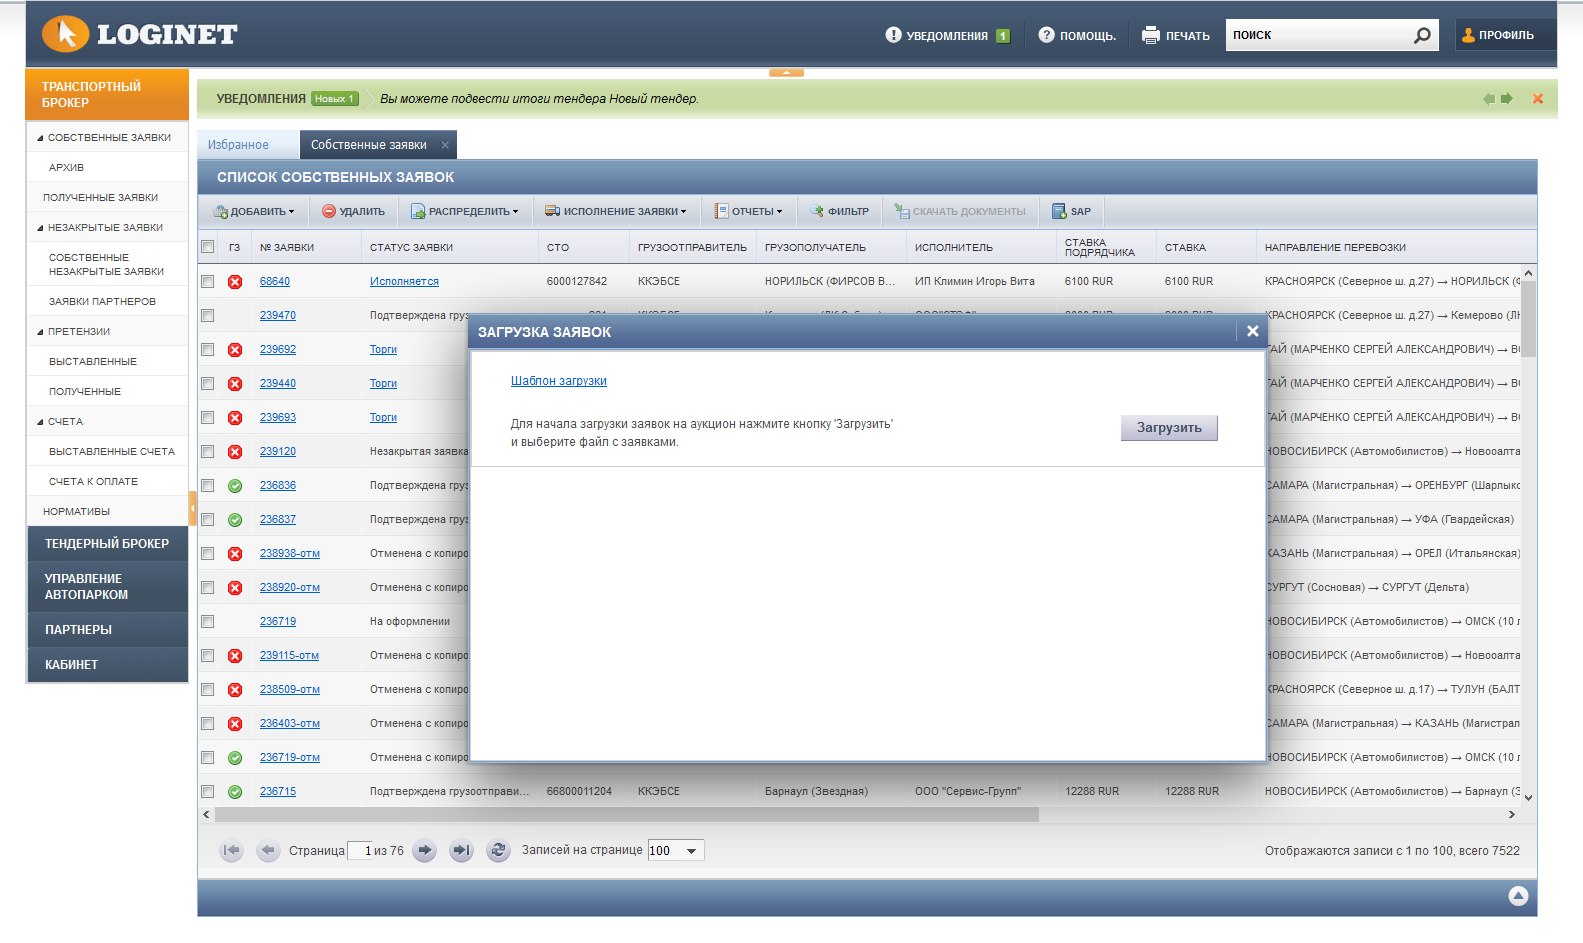 LOGINET
УВЕДОМЛЕНИЯ 1
ПОМОЩЬ.
ПЕЧАТЬ
ПОИСК
ПРОФИЛЬ
ТРАНСПОРТНЫЙ
БРОКЕР
СОБСТВЕННЫЕ ЗАЯВКИ
АРХИВ
ПОЛУЧЕННЫЕ ЗАЯВКИ
НЕЗАКРЫТЫЕ ЗАЯВКИ
СОБСТВЕННЫЕ
НЕЗАКРЫТЫЕ ЗАЯВКИ
ЗАЯВКИ ПАРТНЕРОВ
ПРЕТЕНЗИИ
ВЫСТАВЛЕННЫЕ
ПОЛУЧЕННЫЕ
СЧЕТА
ВЫСТАВЛЕННЫЕ СЧЕТА
СЧЕТА К ОПЛАТЕ
НОРМАТИВЫ
ТЕНДЕРНЫЙ БРОКЕР
УПРАВЛЕНИЕ
АВТОПАРКОМ
ПАРТНЕРЫ
КАБИНЕТ
УВЕДОМЛЕНИЯ Новых 1 Вы можете подвести итоги тендера Новый тендер.
Избранное Собственные заявки
СПИСОК СОБСТВЕННЫХ ЗАЯВОК
ДОБАВИТЬ УДАЛИТЬ РАСПРЕДЕЛИТЬ ИСПОЛНЕНИЕ ЗАЯВКИ ОТЧЕТЫ ФИЛЬТР СКАЧАТЬ ДОКУМЕНТЫ SAP
ГЗ № ЗАЯВКИ СТАТУС ЗАЯВКИ СТО ГРУЗООТПРАВИТЕЛЬ ГРУЗОПОЛУЧАТЕЛЬ ИСПОЛНИТЕЛЬ СТАВКА ПОДРЯДЧИКА СТАВКА НАПРАВЛЕНИЕ ПЕРЕВОЗКИ
68640 Исполняется 6000127842 ККЭБСЕ НОРИЛЬСК (ФИРСОВ В... ИП Климин Игорь Вита 6100 RUR 6100 RUR КРАСНОЯРСК (Северное ш. д.27) → НОРИЛЬСК (Ф
239470 Подтверждена гру КРАСНОЯРСК (Северное ш. д.27) → Кемерово (Л
239692 Торги ГАЙ (МАРЧЕНКО СЕРГЕЙ АЛЕКСАНДРОВИЧ) →
239440 Торги ГАЙ (МАРЧЕНКО СЕРГЕЙ АЛЕКСАНДРОВИЧ) →
239693 Торги ГАЙ (МАРЧЕНКО СЕРГЕЙ АЛЕКСАНДРОВИЧ) →
239120 Незакрытая заявка НОВОСИБИРСК (Автомобилистов) → Новоалта
236836 Подтверждена гру САМАРА (Магистральная) → ОРЕНБУРГ (Шарлык
236837 Подтверждена гру САМАРА (Магистральная) → УФА (Гвардейская)
238938-отм Отменена с копиро КАЗАНЬ (Магистральная) → ОРЕЛ (Итальянская)
238920-отм Отменена с копиро СУРГУТ (Сосновая) → СУРГУТ (Дельта)
236719 На оформлении НОВОСИБИРСК (Автомобилистов) → ОМСК (10 л
239115-отм Отменена с копиро НОВОСИБИРСК (Автомобилистов) → Новоалта
238509-отм Отменена с копиро КРАСНОЯРСК (Северное ш. д.17) → ТУЛУН (БАЛТ
236403-отм Отменена с копиро САМАРА (Магистральная) → КАЗАНЬ (Магистрал
236719-отм Отменена с копиро НОВОСИБИРСК (Автомобилистов) → ОМСК (10 л
236715 Подтверждена грузоотправи... 66800011204 ККЭБСЕ Барнаул (Звездная) ООО "Сервис-Групп" 12288 RUR 12288 RUR НОВОСИБИРСК (Автомобилистов) → Барнаул (З
ЗАГРУЗКА ЗАЯВОК
Шаблон загрузки
Для начала загрузки заявок на аукцион нажмите кнопку 'Загрузить'
и выберите файл с заявками.
Загрузить
Страница 1 из 76 Записей на странице 100 Отображаются записи с 1 по 100, всего 7522